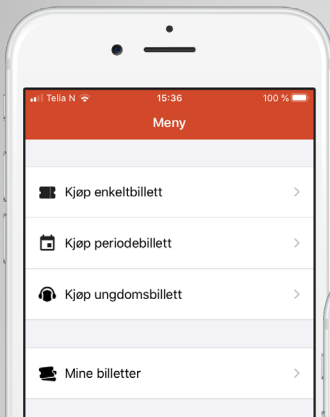 Telia N
15:36
100 %
Meny
Kjøp enkeltbillett
Kjøp periodebillett
Kjøp ungdomsbillett
Mine billetter